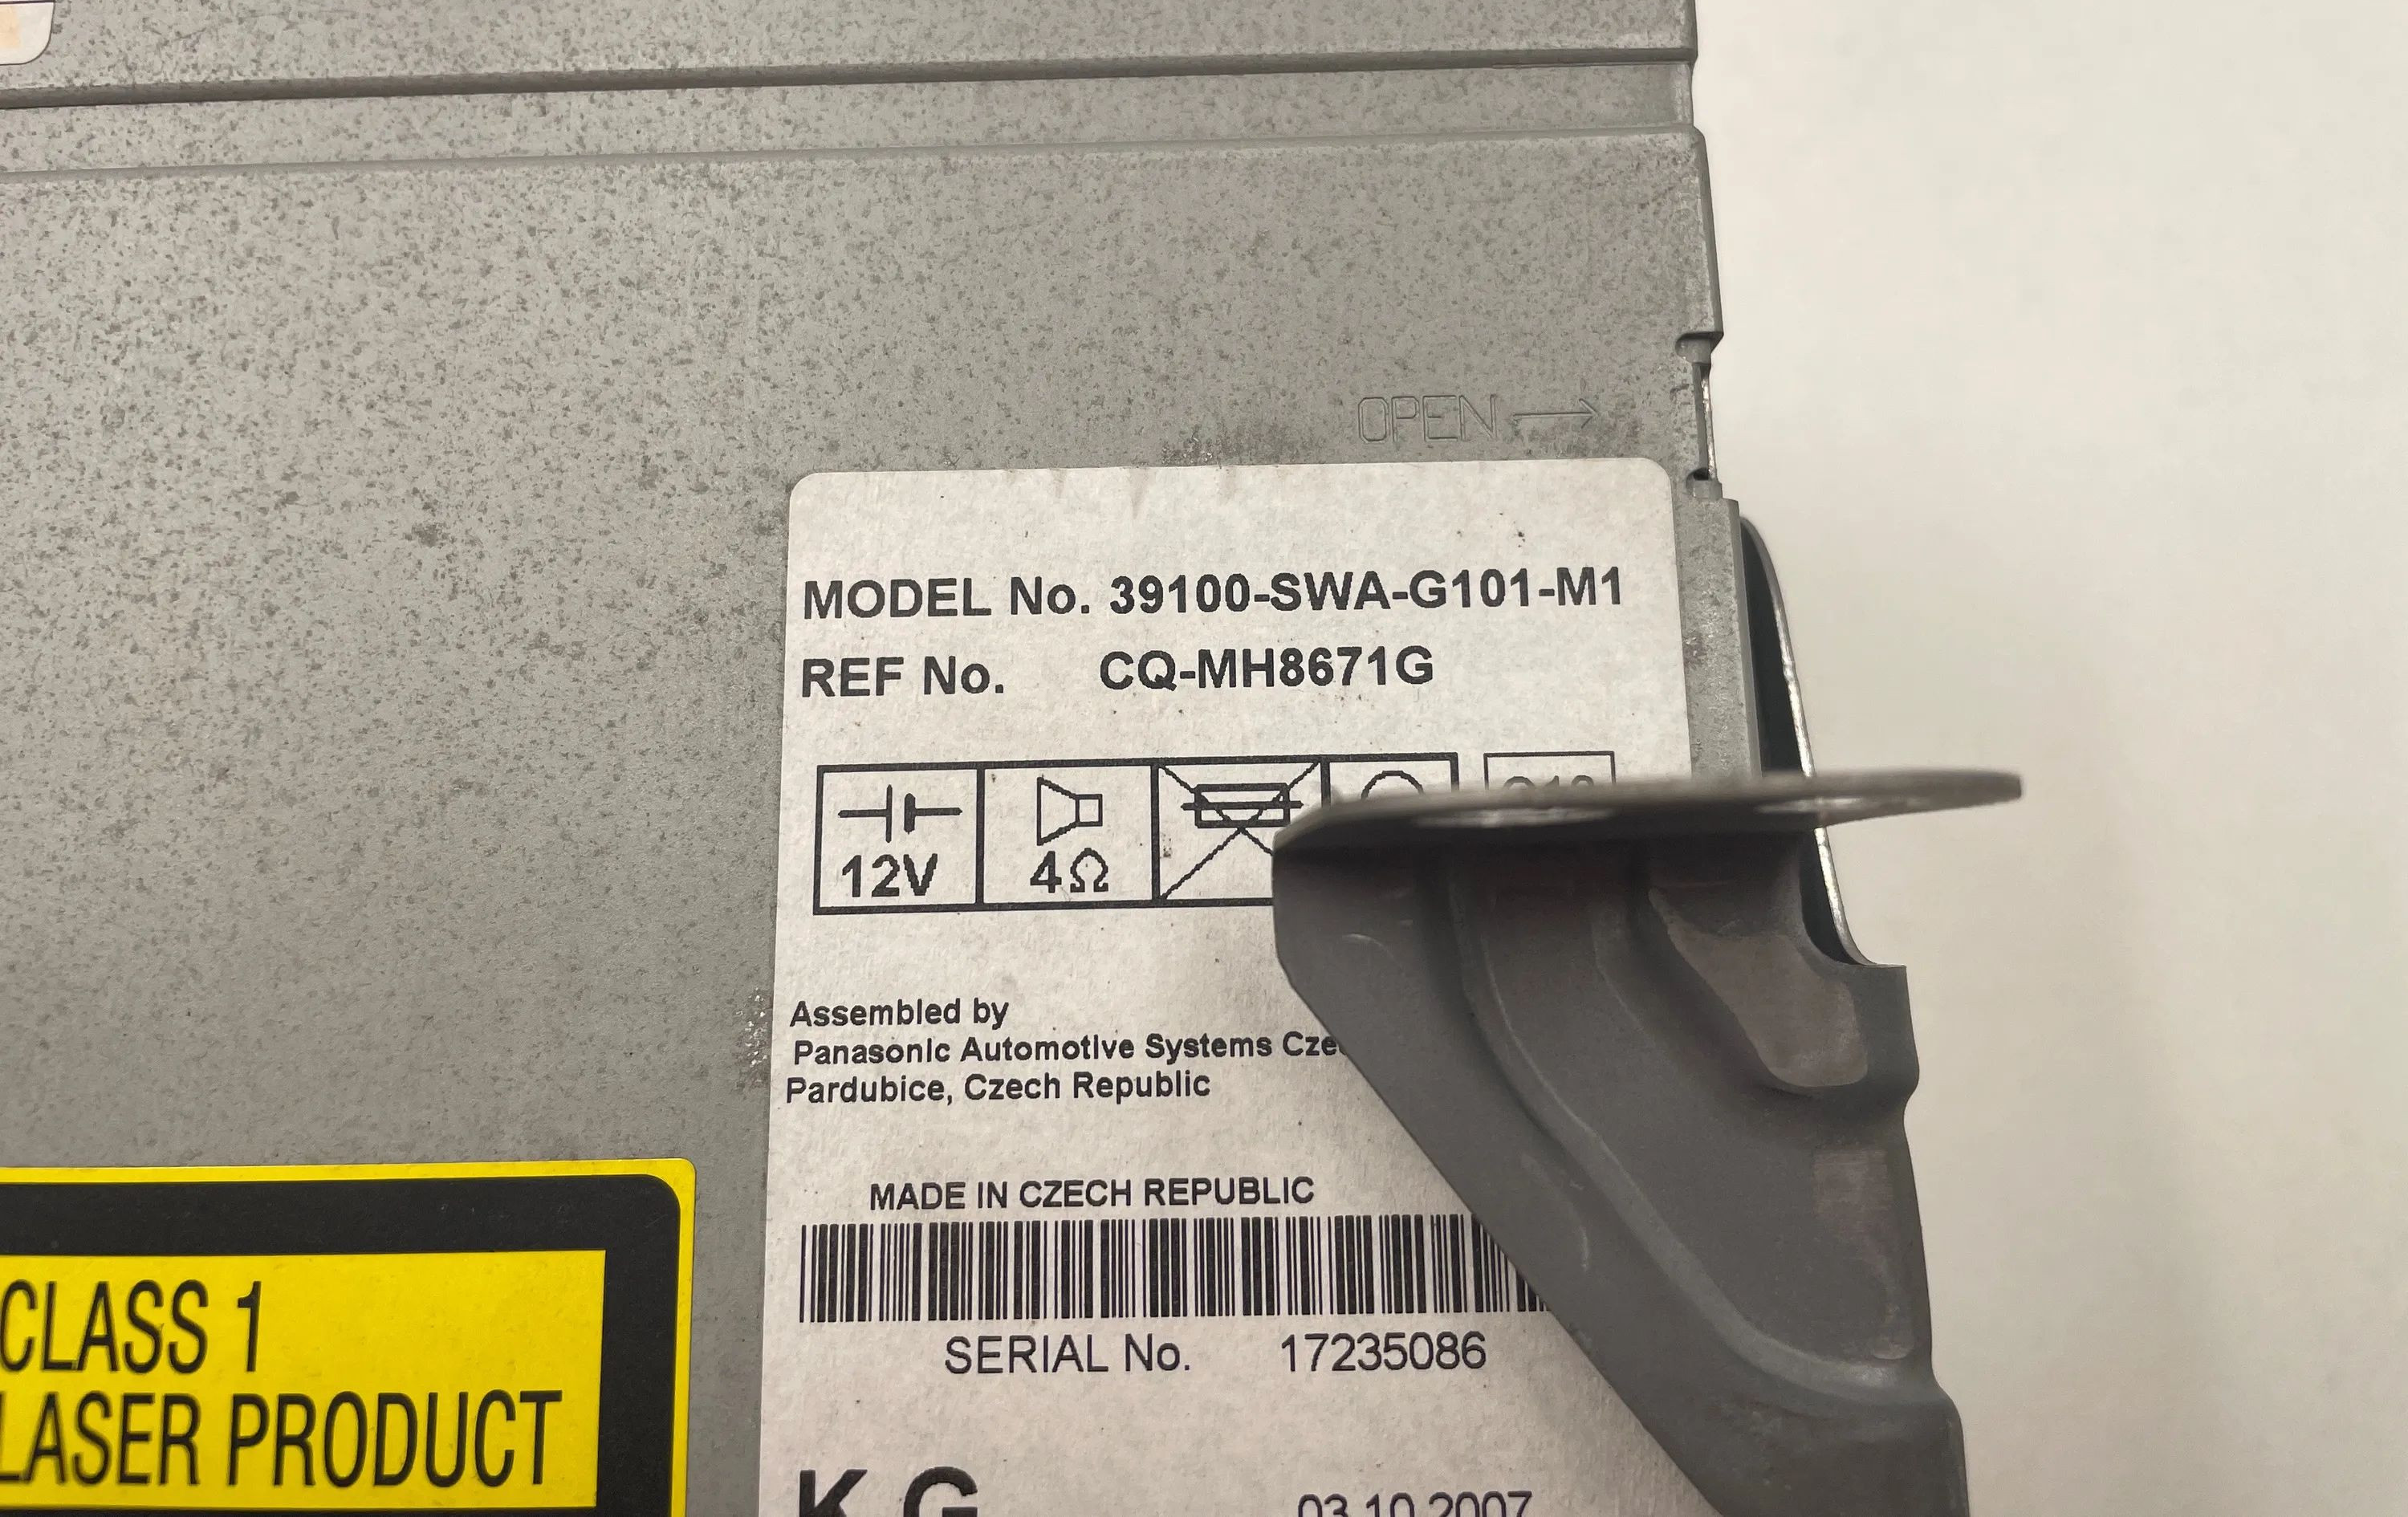 OPEN
MODEL No. 39100-SWA-G101-M1
REF No. CQ-MH8671G
12V
4Ω
Assembled by
Panasonic Automotive Systems
Pardubice, Czech Republic
MADE IN CZECH REPUBLIC
SERIAL No. 17235086
CLASS 1
LASER PRODUCT
K G
03.10.2007